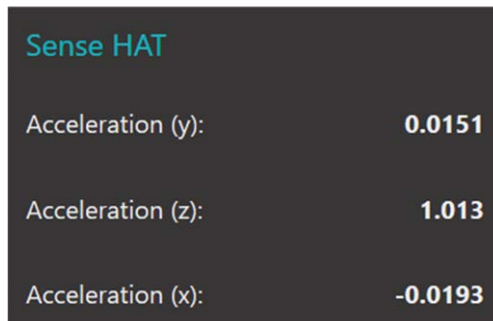 Sense HAT
Acceleration (y): 0.0151
Acceleration (z): 1.013
Acceleration (x): -0.0193